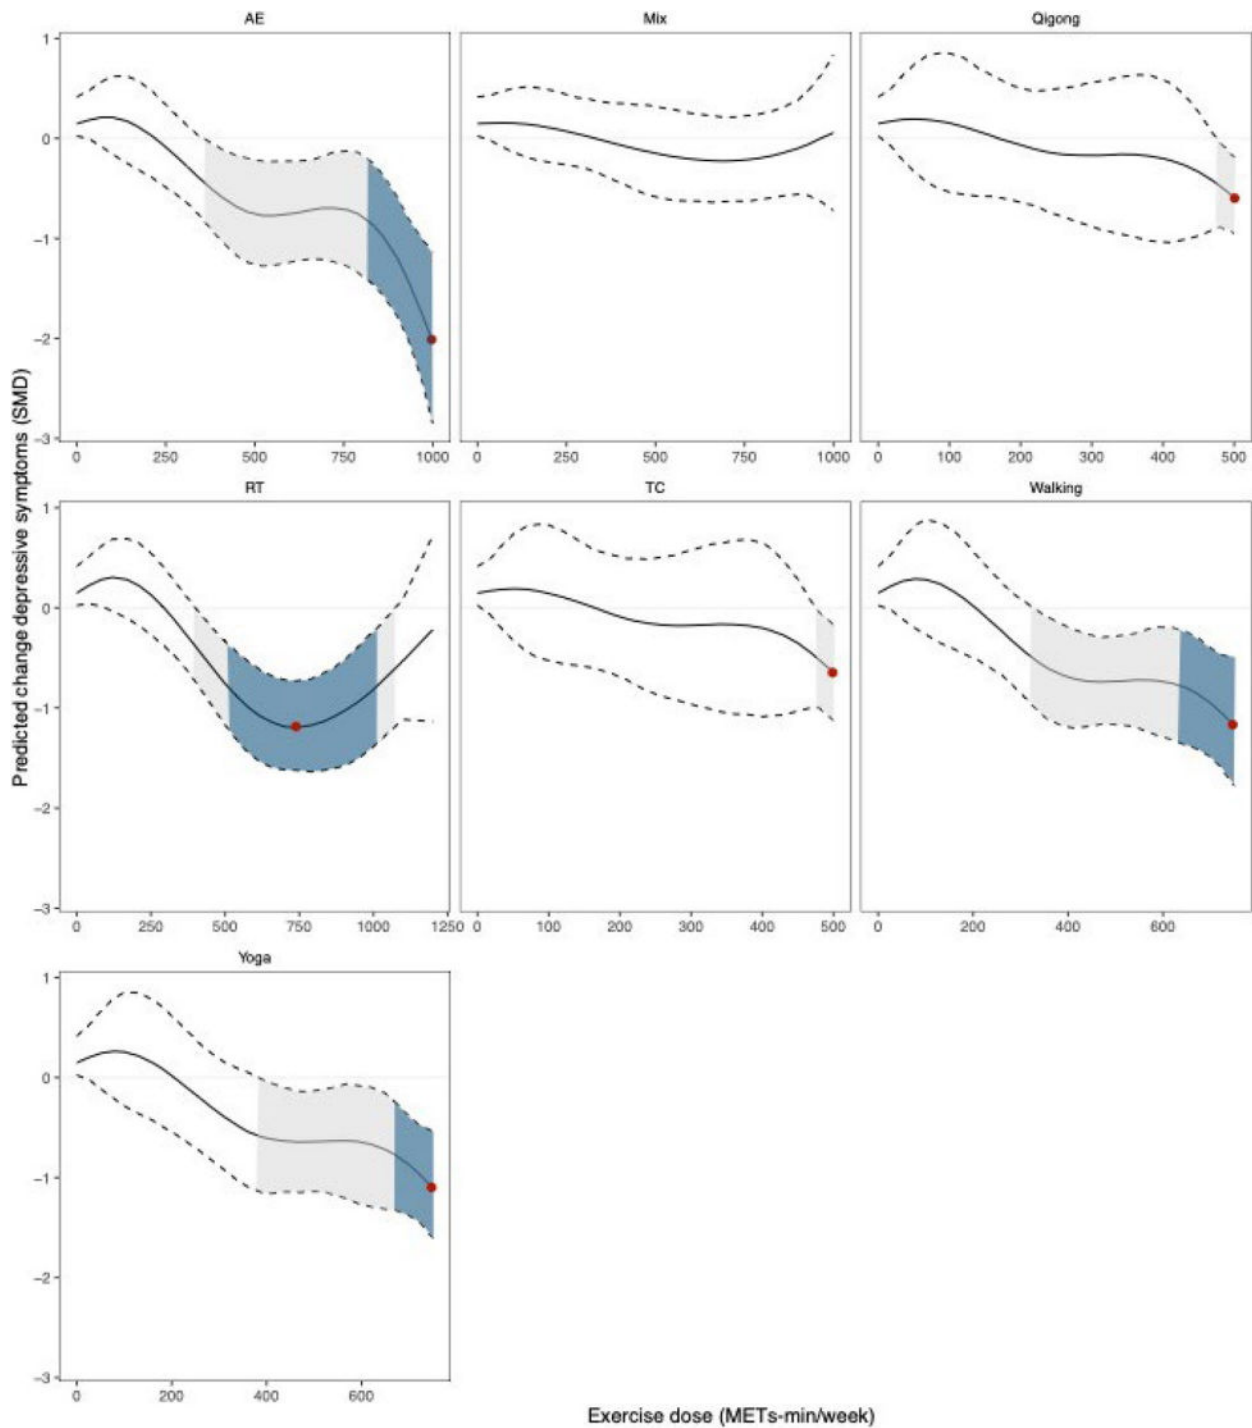 AE Mix Qigong
1
0
−1
−2
−3
0 250 500 750 1000 0 250 500 750 1000 0 100 200 300 400 500
RT TC Walking
1
0
−1
−2
−3
0 250 500 750 1000 1250 0 100 200 300 400 500 0 200 400 600
Predicted change depressive symptoms (SMD)
Yoga
1
0
−1
−2
−3
0 200 400 600
Exercise dose (METs-min/week)